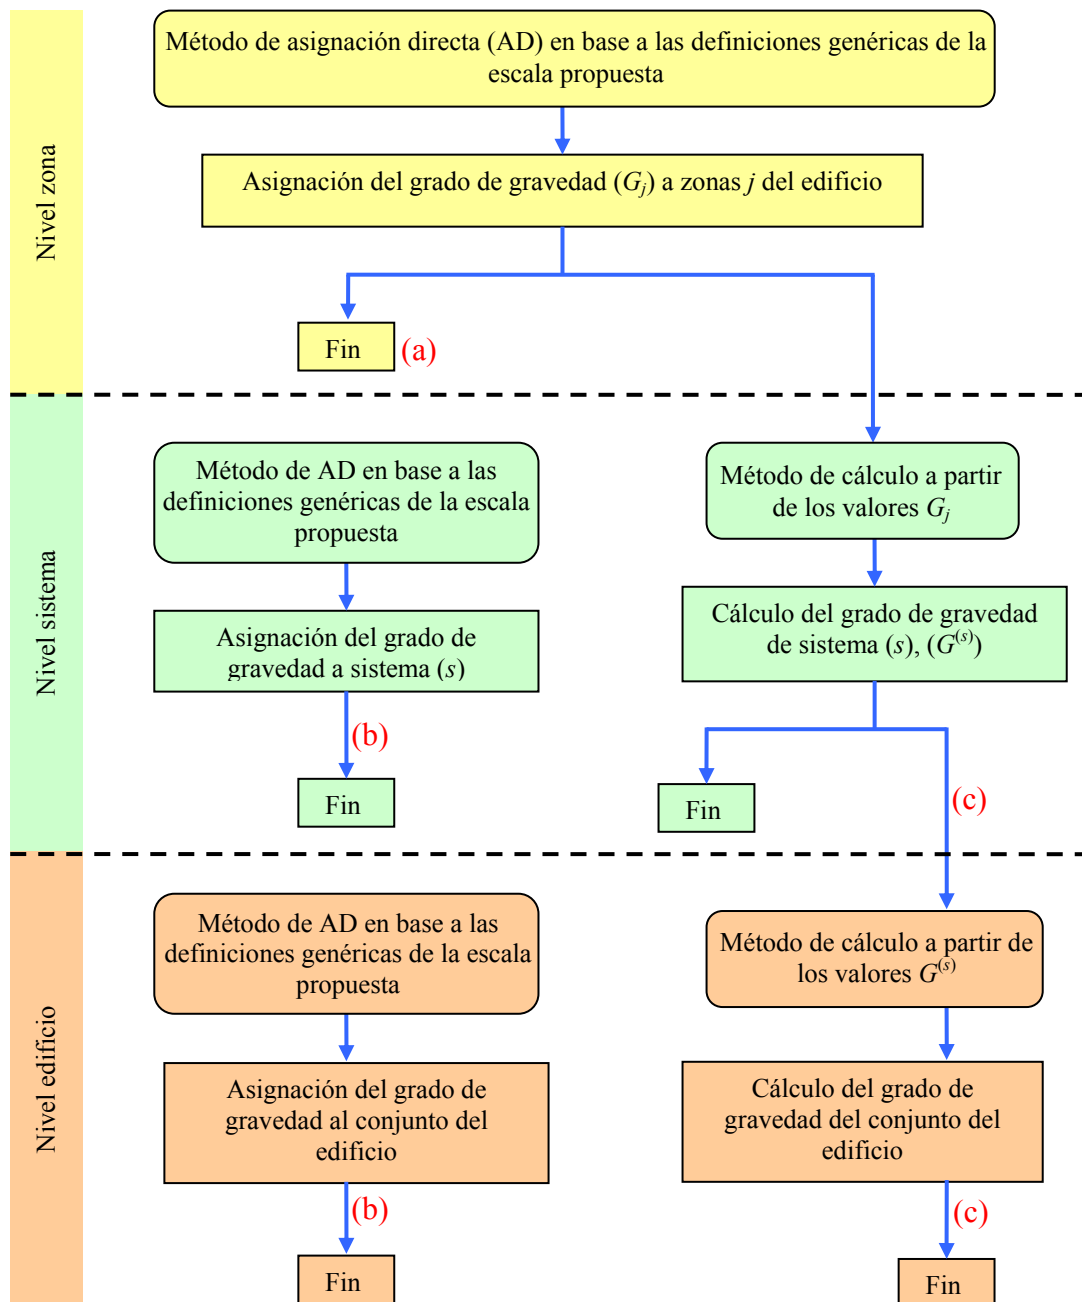 Nivel zona
Método de asignación directa (AD) en base a las definiciones genéricas de la
escala propuesta
Asignación del grado de gravedad (Gj) a zonas j del edificio
Fin
(a)
Nivel sistema
Método de AD en base a las
definiciones genéricas de la escala
propuesta
Asignación del grado de
gravedad a sistema (s)
(b)
Fin
Método de cálculo a partir
de los valores Gj
Cálculo del grado de gravedad
de sistema (s), (G(s))
Fin
(c)
Nivel edificio
Método de AD en base a las
definiciones genéricas de la escala
propuesta
Asignación del grado de
gravedad al conjunto del
edificio
(b)
Fin
Método de cálculo a partir de
los valores G(s)
Cálculo del grado de
gravedad del conjunto del
edificio
(c)
Fin